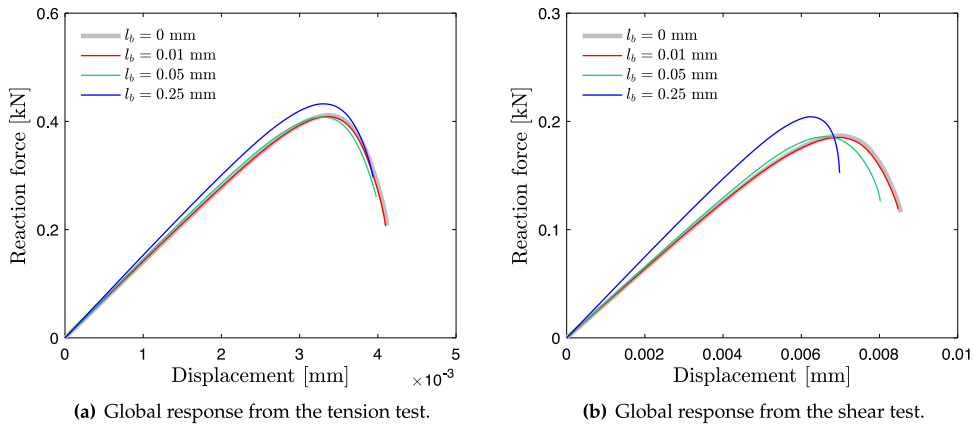 0.6
0.4
0.2
0
0 1 2 3 4 5
×10⁻³
Reaction force [kN]
Displacement [mm]
l_b = 0 mm
l_b = 0.01 mm
l_b = 0.05 mm
l_b = 0.25 mm
(a) Global response from the tension test.
0.3
0.2
0.1
0
0 0.002 0.004 0.006 0.008 0.01
Reaction force [kN]
Displacement [mm]
l_b = 0 mm
l_b = 0.01 mm
l_b = 0.05 mm
l_b = 0.25 mm
(b) Global response from the shear test.